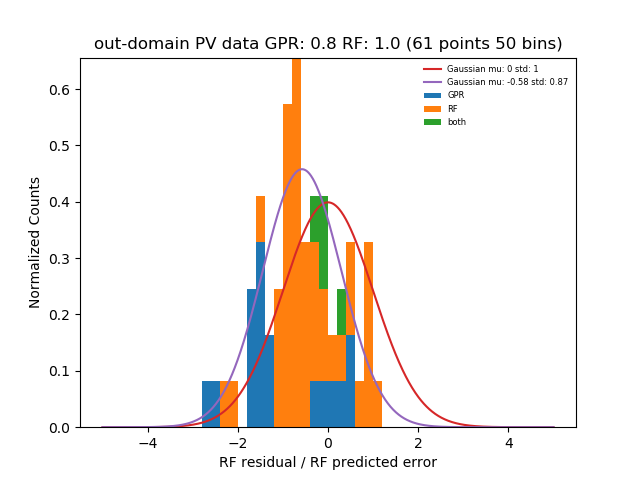 out-domain PV data GPR: 0.8 RF: 1.0 (61 points 50 bins)
Gaussian mu: 0 std: 1
Gaussian mu: -0.58 std: 0.87
GPR
RF
both
Normalized Counts
0.6
0.5
0.4
0.3
0.2
0.1
0.0
−4 −2 0 2 4
RF residual / RF predicted error